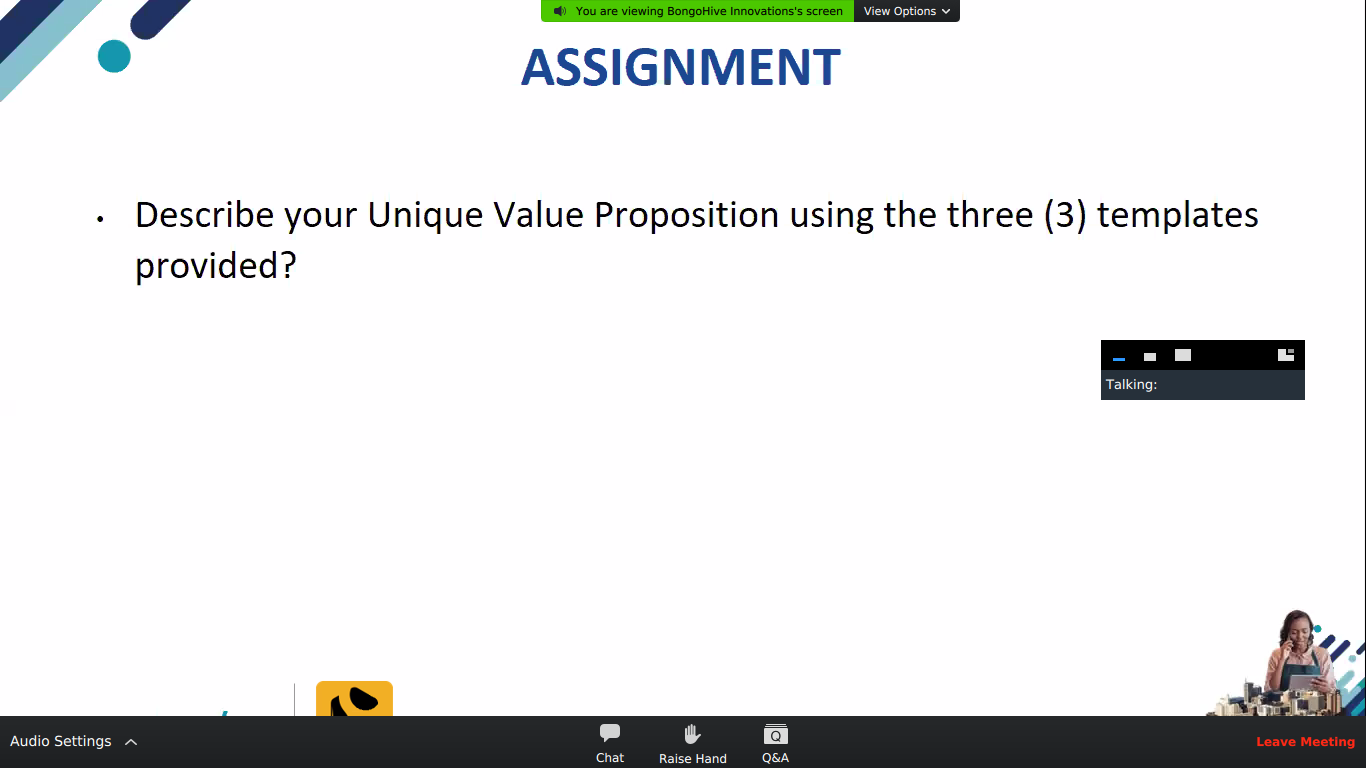 You are viewing BongoHive Innovations's screen
View Options
ASSIGNMENT
• Describe your Unique Value Proposition using the three (3) templates
provided?
Talking:
Audio Settings
Chat
Raise Hand
Q&A
Leave Meeting